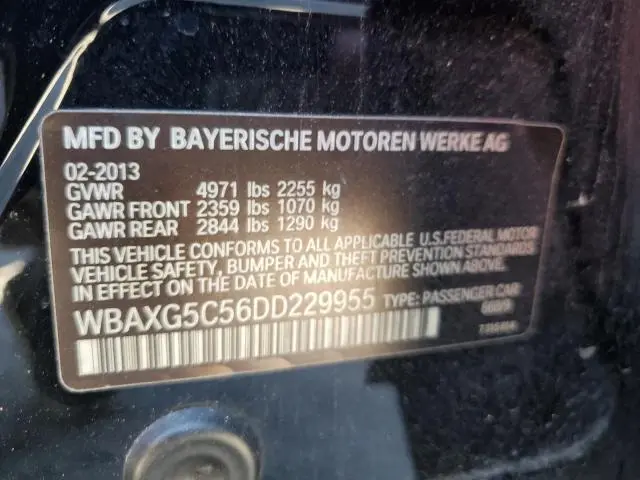 MFD BY BAYERISCHE MOTOREN WERKE AG
02-2013
GVWR 4971 lbs 2255 kg
GAWR FRONT 2359 lbs 1070 kg
GAWR REAR 2844 lbs 1290 kg
THIS VEHICLE CONFORMS TO ALL APPLICABLE U.S.FEDERAL MOTOR
VEHICLE SAFETY, BUMPER AND THEFT PREVENTION STANDARDS
IN EFFECT ON THE DATE OF MANUFACTURE SHOWN ABOVE.
WBAXG5C56DD229955 TYPE: PASSENGER CAR